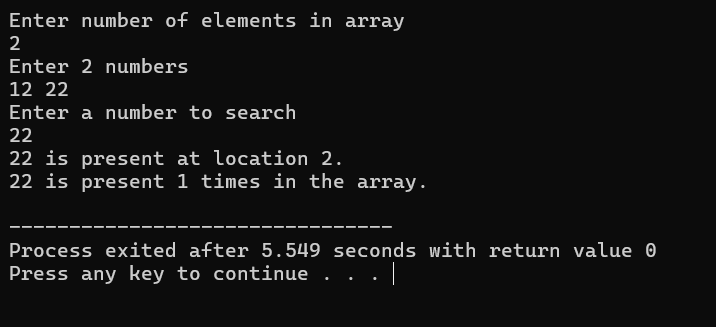 Enter number of elements in array
2
Enter 2 numbers
12 22
Enter a number to search
22
22 is present at location 2.
22 is present 1 times in the array.
--------------------------------
Process exited after 5.549 seconds with return value 0
Press any key to continue . . .